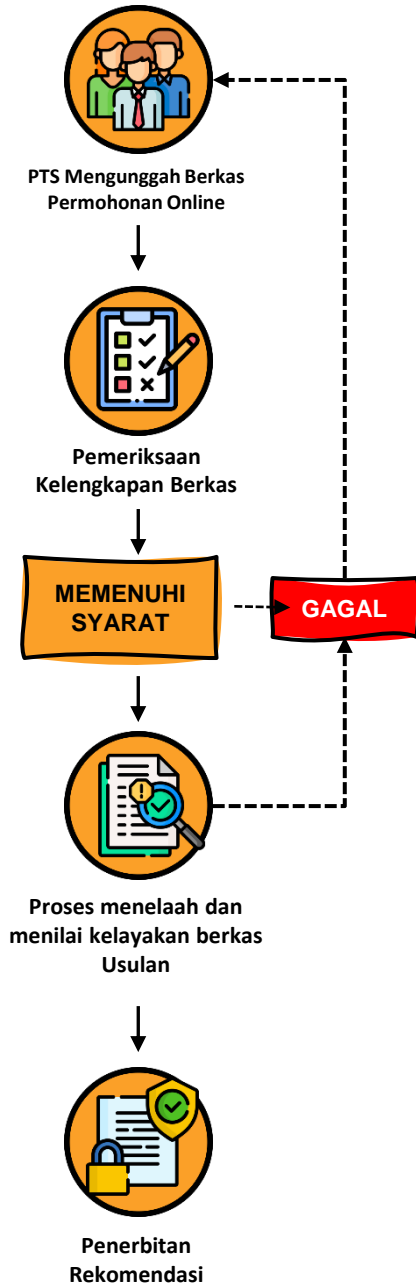 PTS Mengunggah Berkas
Permohonan Online
Pemeriksaan
Kelengkapan Berkas
MEMENUHI
SYARAT
GAGAL
Proses menelaah dan
menilai kelayakan berkas
Usulan
Penerbitan
Rekomendasi